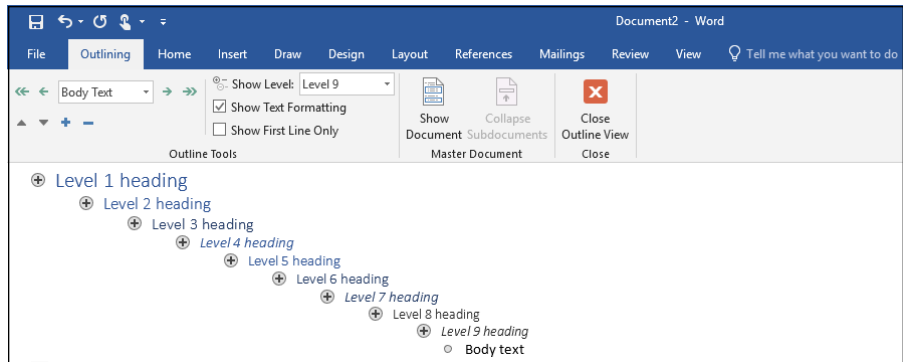 Document2 - Word
File Outlining Home Insert Draw Design Layout References Mailings Review View Tell me what you want to do
Body Text
Show Level: Level 9
Show Text Formatting
Show First Line Only
Outline Tools
Show Document
Collapse Subdocuments
Master Document
Close Outline View
Close
Level 1 heading
Level 2 heading
Level 3 heading
Level 4 heading
Level 5 heading
Level 6 heading
Level 7 heading
Level 8 heading
Level 9 heading
Body text